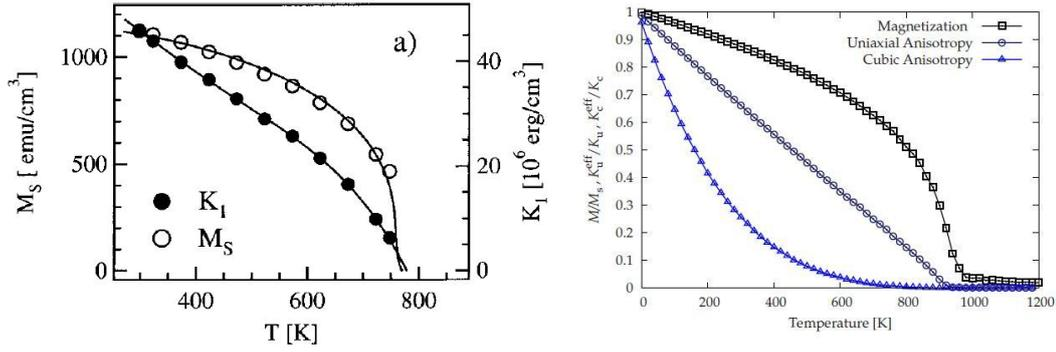 a)
M_S [ emu/cm^3]
K_1 [10^6 erg/cm^3]
1000
500
0
40
20
0
K_1
M_S
400
600
800
T [K]
M/M_s, K_u^eff/K_u, K_c^eff/K_c
1
0.9
0.8
0.7
0.6
0.5
0.4
0.3
0.2
0.1
0
Magnetization
Uniaxial Anisotropy
Cubic Anisotropy
0
200
400
600
800
1000
1200
Temperature [K]